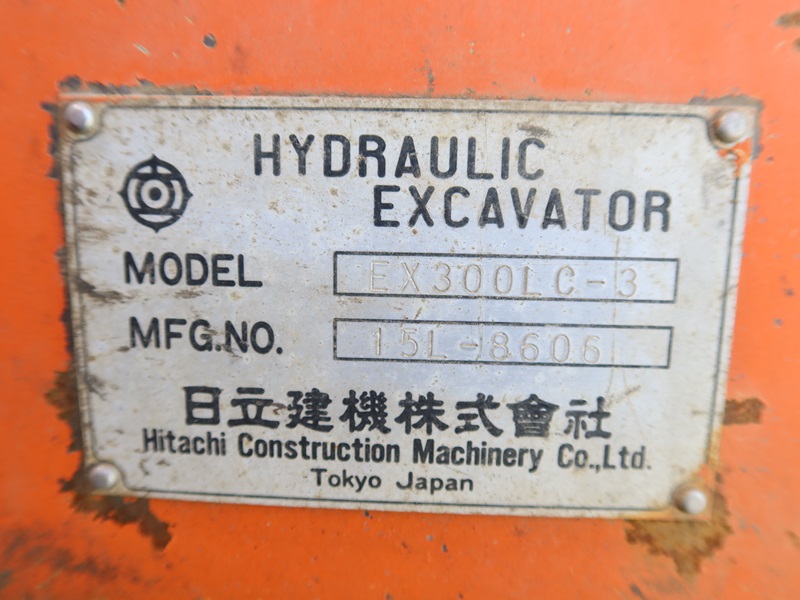 HYDRAULIC
EXCAVATOR
MODEL EX300LC-3
MFG.NO. 15L-8606
日立建機株式會社
Hitachi Construction Machinery Co.,Ltd.
Tokyo Japan